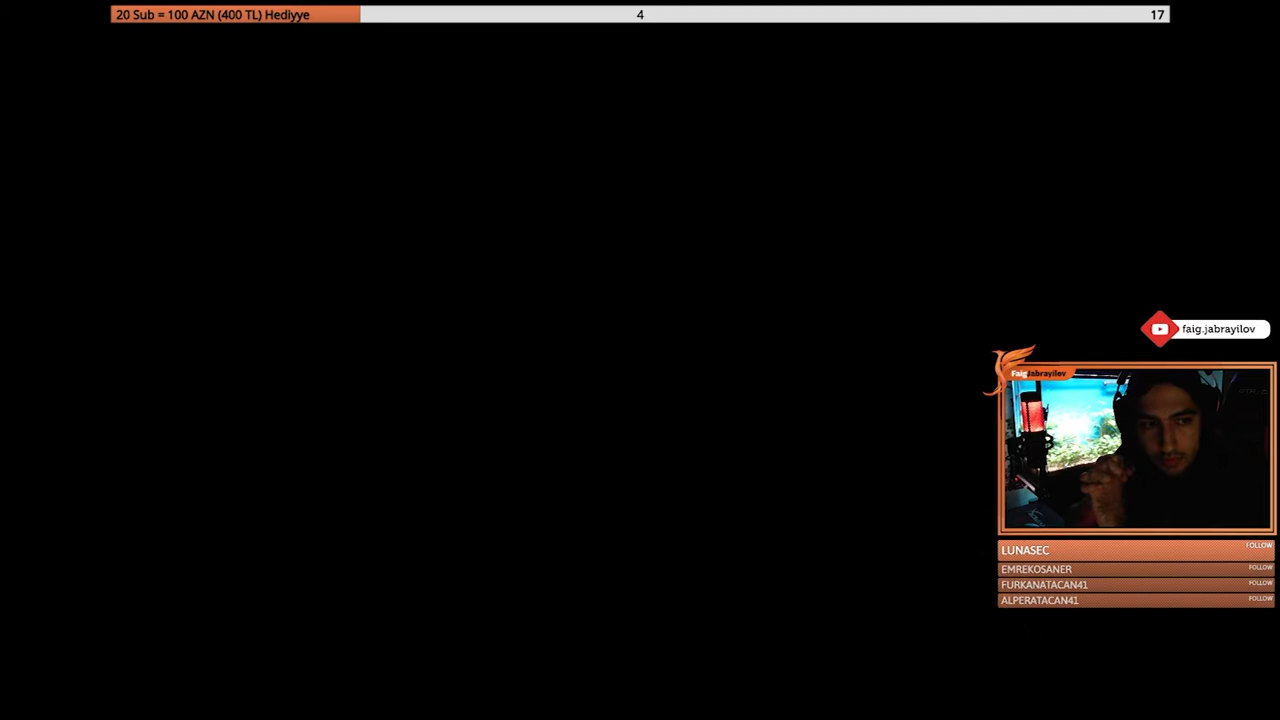 20 Sub = 100 AZN (400 TL) Hediyye
4
17
faig.jabrayilov
FaigJabrayilov
LUNASEC FOLLOW
EMREKOSANER FOLLOW
FURKANATACAN41 FOLLOW
ALPERATACAN41 FOLLOW